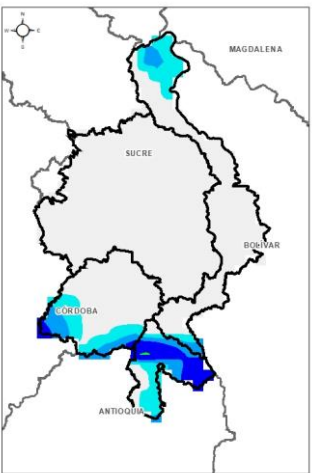 N
W E
S
MAGDALENA
SUCRE
BOLÍVAR
CÓRDOBA
ANTIOQUIA